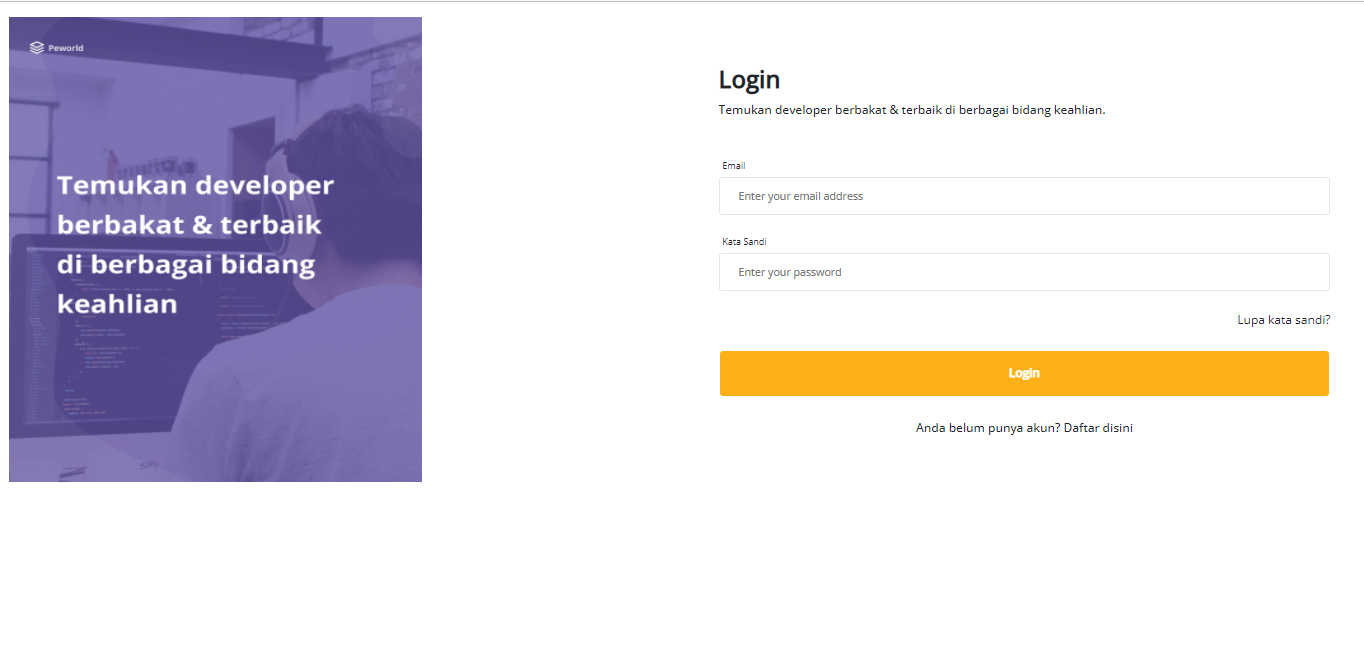 Peworld
Temukan developer
berbakat & terbaik
di berbagai bidang
keahlian
Login
Temukan developer berbakat & terbaik di berbagai bidang keahlian.
Email
Enter your email address
Kata Sandi
Enter your password
Lupa kata sandi?
Login
Anda belum punya akun? Daftar disini